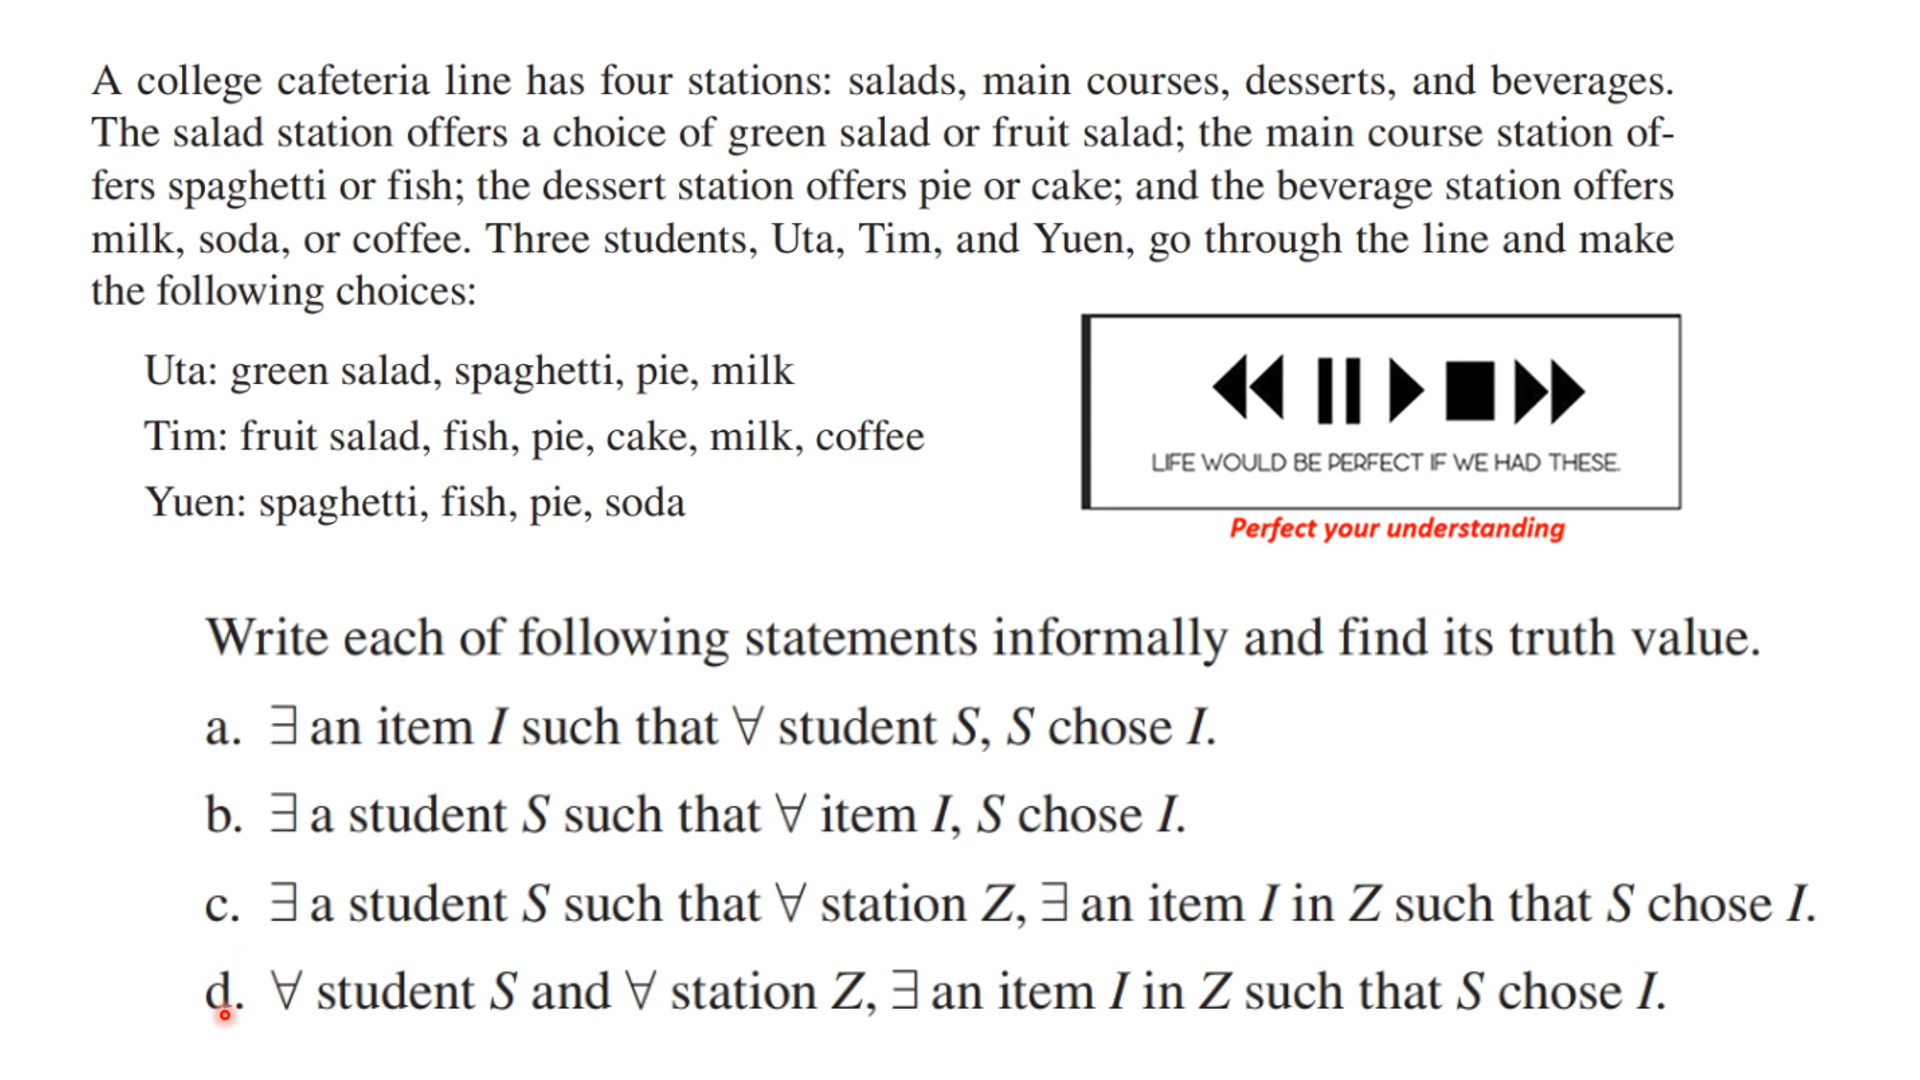 A college cafeteria line has four stations: salads, main courses, desserts, and beverages.
The salad station offers a choice of green salad or fruit salad; the main course station of-
fers spaghetti or fish; the dessert station offers pie or cake; and the beverage station offers
milk, soda, or coffee. Three students, Uta, Tim, and Yuen, go through the line and make
the following choices:
Uta: green salad, spaghetti, pie, milk
Tim: fruit salad, fish, pie, cake, milk, coffee
Yuen: spaghetti, fish, pie, soda
LIFE WOULD BE PERFECT IF WE HAD THESE.
Perfect your understanding
Write each of following statements informally and find its truth value.
a. ∃ an item I such that ∀ student S, S chose I.
b. ∃ a student S such that ∀ item I, S chose I.
c. ∃ a student S such that ∀ station Z, ∃ an item I in Z such that S chose I.
d. ∀ student S and ∀ station Z, ∃ an item I in Z such that S chose I.